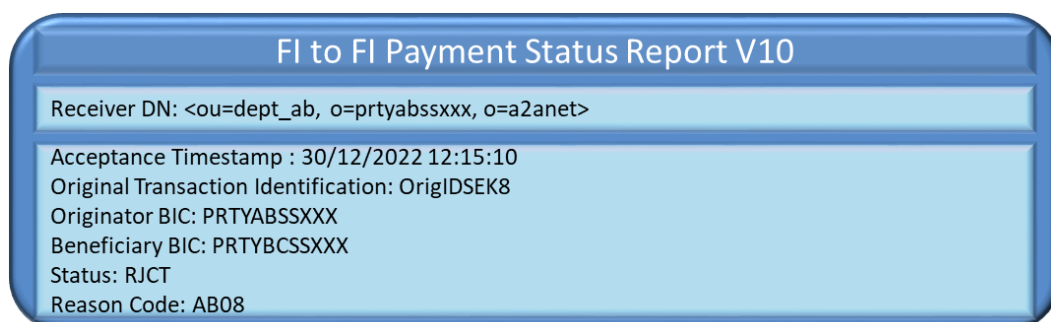 FI to FI Payment Status Report V10
Receiver DN: <ou=dept_ab, o=prtyabssxxx, o=a2anet>
Acceptance Timestamp : 30/12/2022 12:15:10
Original Transaction Identification: OrigIDSEK8
Originator BIC: PRTYABSSXXX
Beneficiary BIC: PRTYBCSSXXX
Status: RJCT
Reason Code: AB08